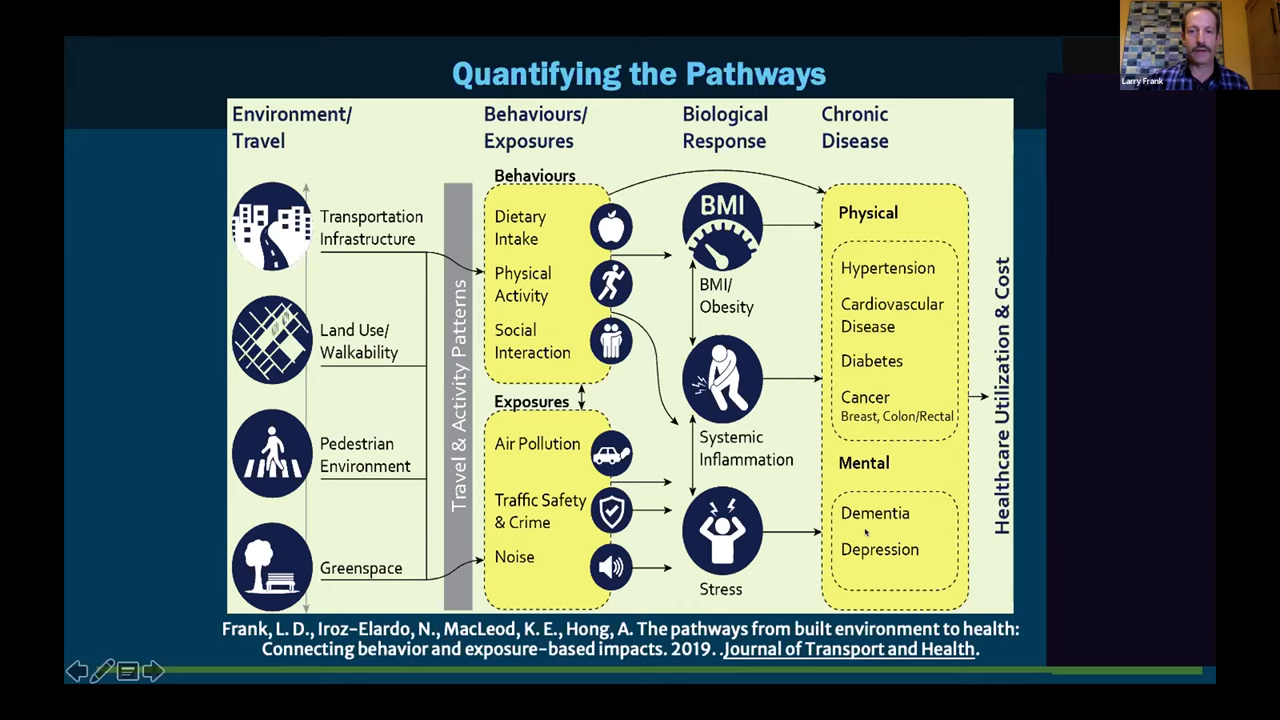 Larry Frank
Quantifying the Pathways
Environment/
Travel
Behaviours/
Exposures
Biological
Response
Chronic
Disease
Transportation
Infrastructure
Land Use/
Walkability
Pedestrian
Environment
Greenspace
Travel & Activity Patterns
Behaviours
Dietary
Intake
Physical
Activity
Social
Interaction
Exposures
Air Pollution
Traffic Safety
& Crime
Noise
BMI
BMI/
Obesity
Systemic
Inflammation
Stress
Physical
Hypertension
Cardiovascular
Disease
Diabetes
Cancer
Breast, Colon/Rectal
Mental
Dementia
Depression
Healthcare Utilization & Cost
Frank, L. D., Iroz-Elardo, N., MacLeod, K. E., Hong, A. The pathways from built environment to health:
Connecting behavior and exposure-based impacts. 2019. .Journal of Transport and Health.